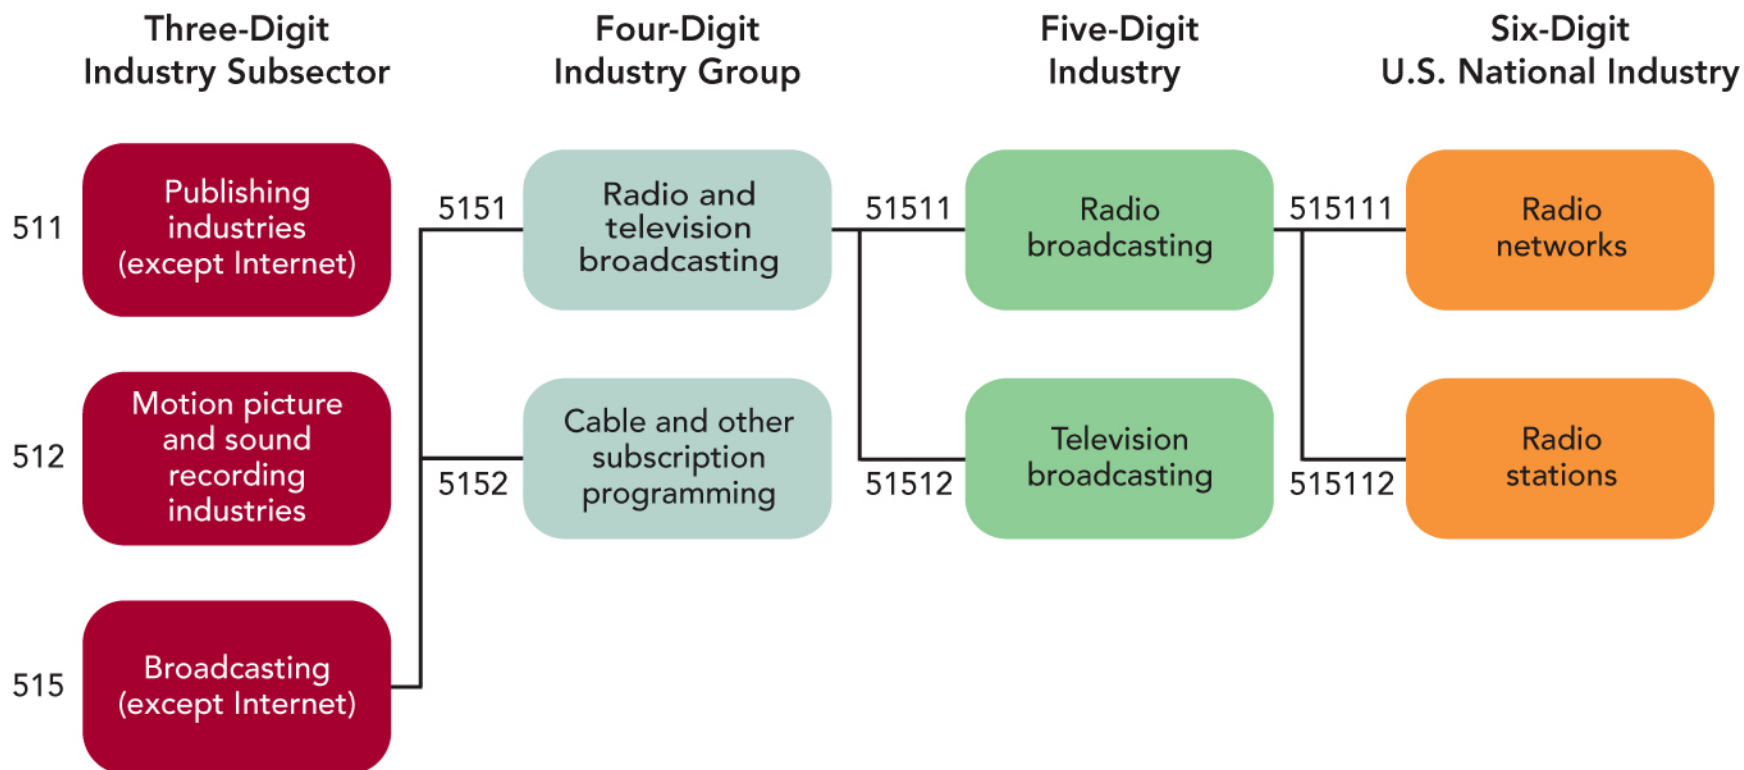 Three-Digit
Industry Subsector
Four-Digit
Industry Group
Five-Digit
Industry
Six-Digit
U.S. National Industry
511
Publishing
industries
(except Internet)
5151
Radio and
television
broadcasting
51511
Radio
broadcasting
515111
Radio
networks
512
Motion picture
and sound
recording
industries
5152
Cable and other
subscription
programming
51512
Television
broadcasting
515112
Radio
stations
515
Broadcasting
(except Internet)